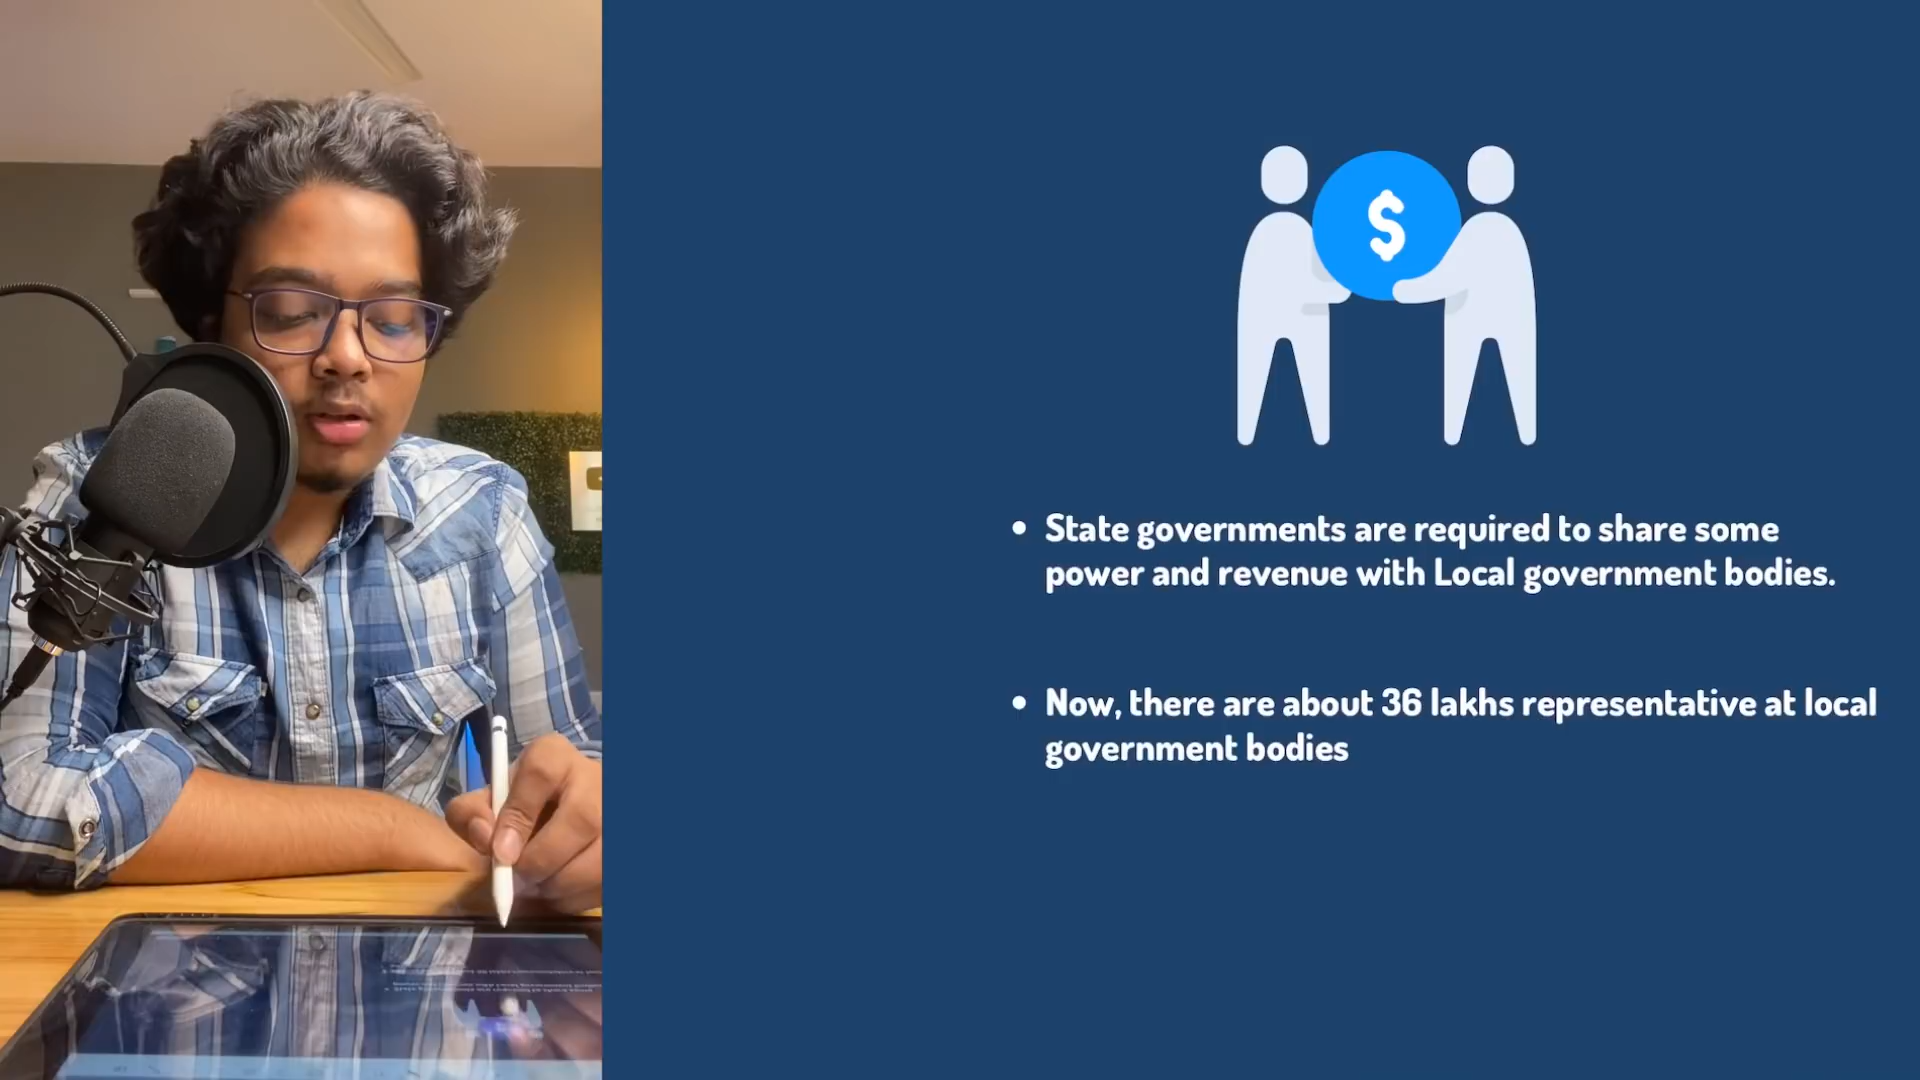 $
• State governments are required to share some
power and revenue with Local government bodies.
• Now, there are about 36 lakhs representative at local
government bodies